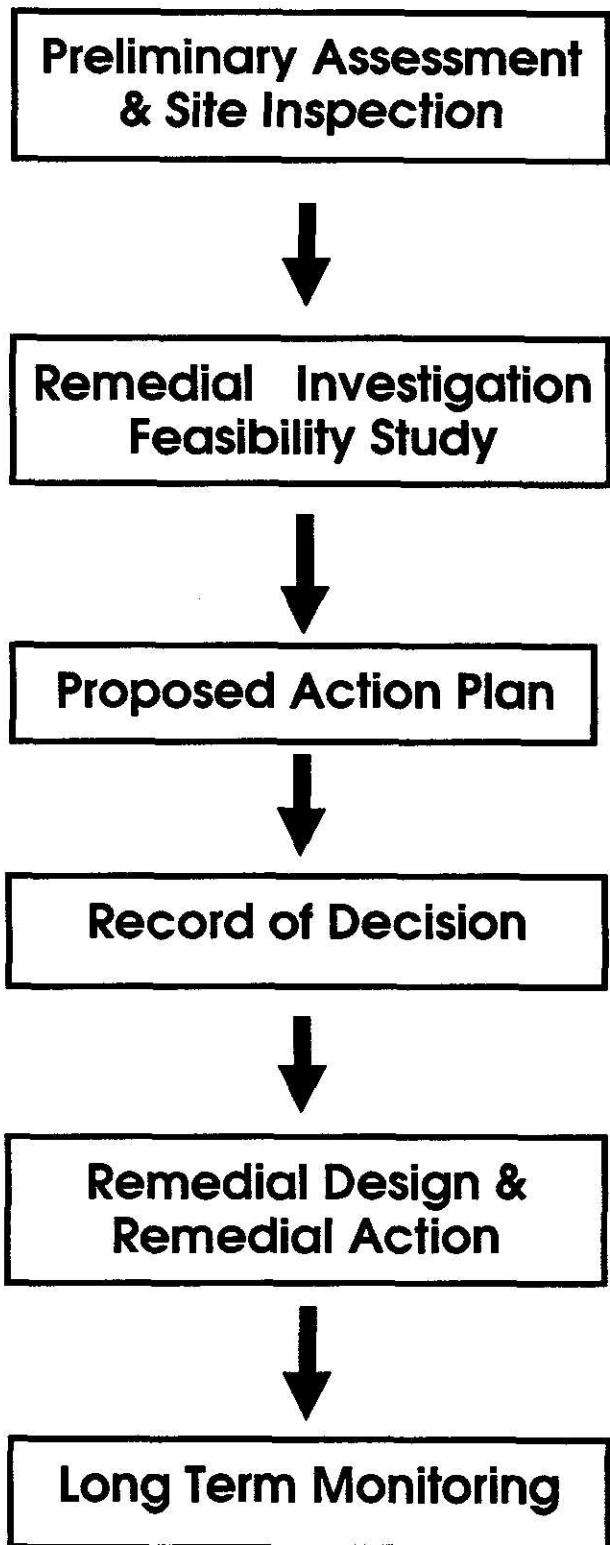 Preliminary Assessment
& Site Inspection
Remedial Investigation
Feasibility Study
Proposed Action Plan
Record of Decision
Remedial Design &
Remedial Action
Long Term Monitoring